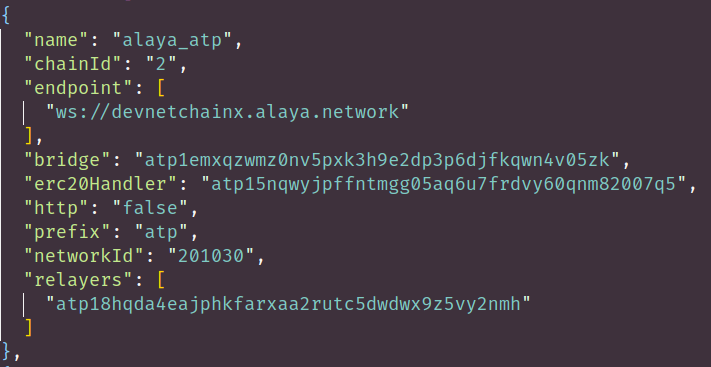 {
"name": "alaya_atp",
"chainId": "2",
"endpoint": [
"ws://devnetchainx.alaya.network"
],
"bridge": "atp1emxqzwmz0nv5pxk3h9e2dp3p6djfkqwn4v05zk",
"erc20Handler": "atp15nqwyjpffntmgg05aq6u7frdvy60qnm82007q5",
"http": "false",
"prefix": "atp",
"networkId": "201030",
"relayers": [
"atp18hqda4eajphkfarxaa2rutc5dwdwx9z5vy2nmh"
]
},